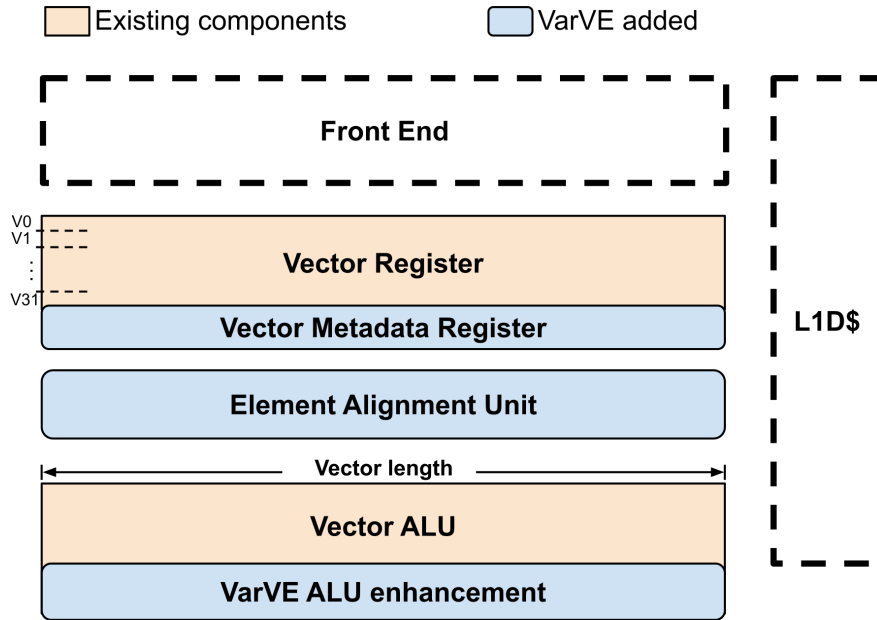 Existing components
VarVE added
Front End
V0
V1
⋮
V31
Vector Register
Vector Metadata Register
Element Alignment Unit
Vector length
Vector ALU
VarVE ALU enhancement
L1D$